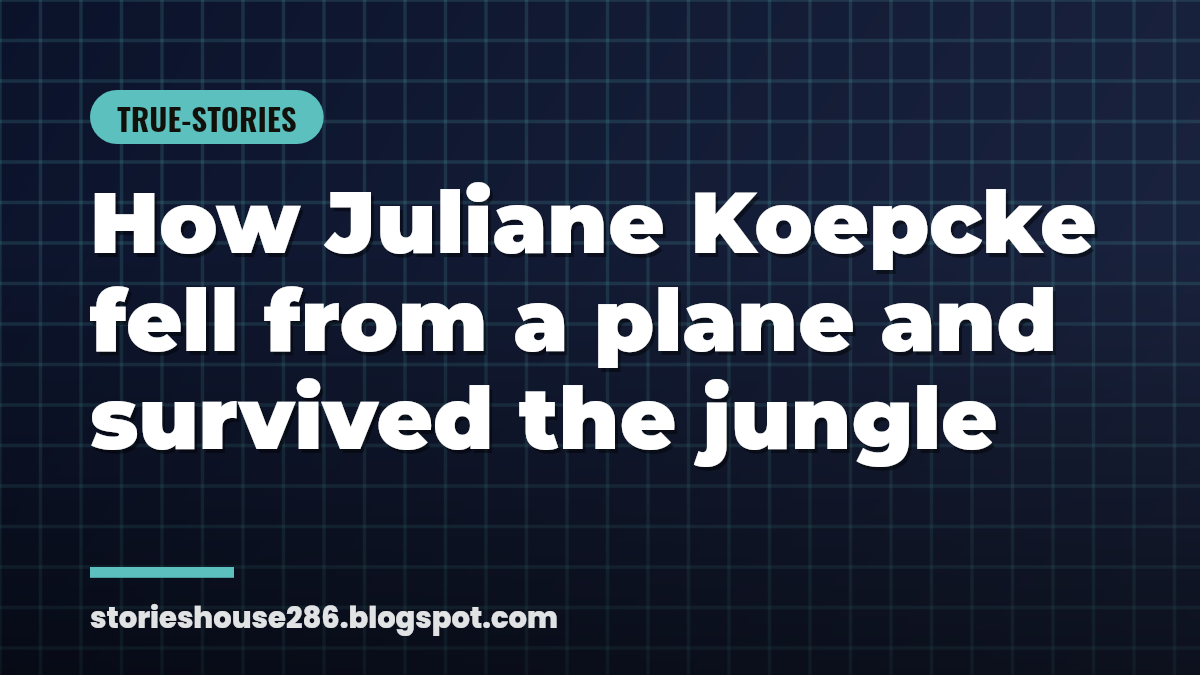 TRUE-STORIES
How Juliane Koepcke
fell from a plane and
survived the jungle
storieshouse286.blogspot.com